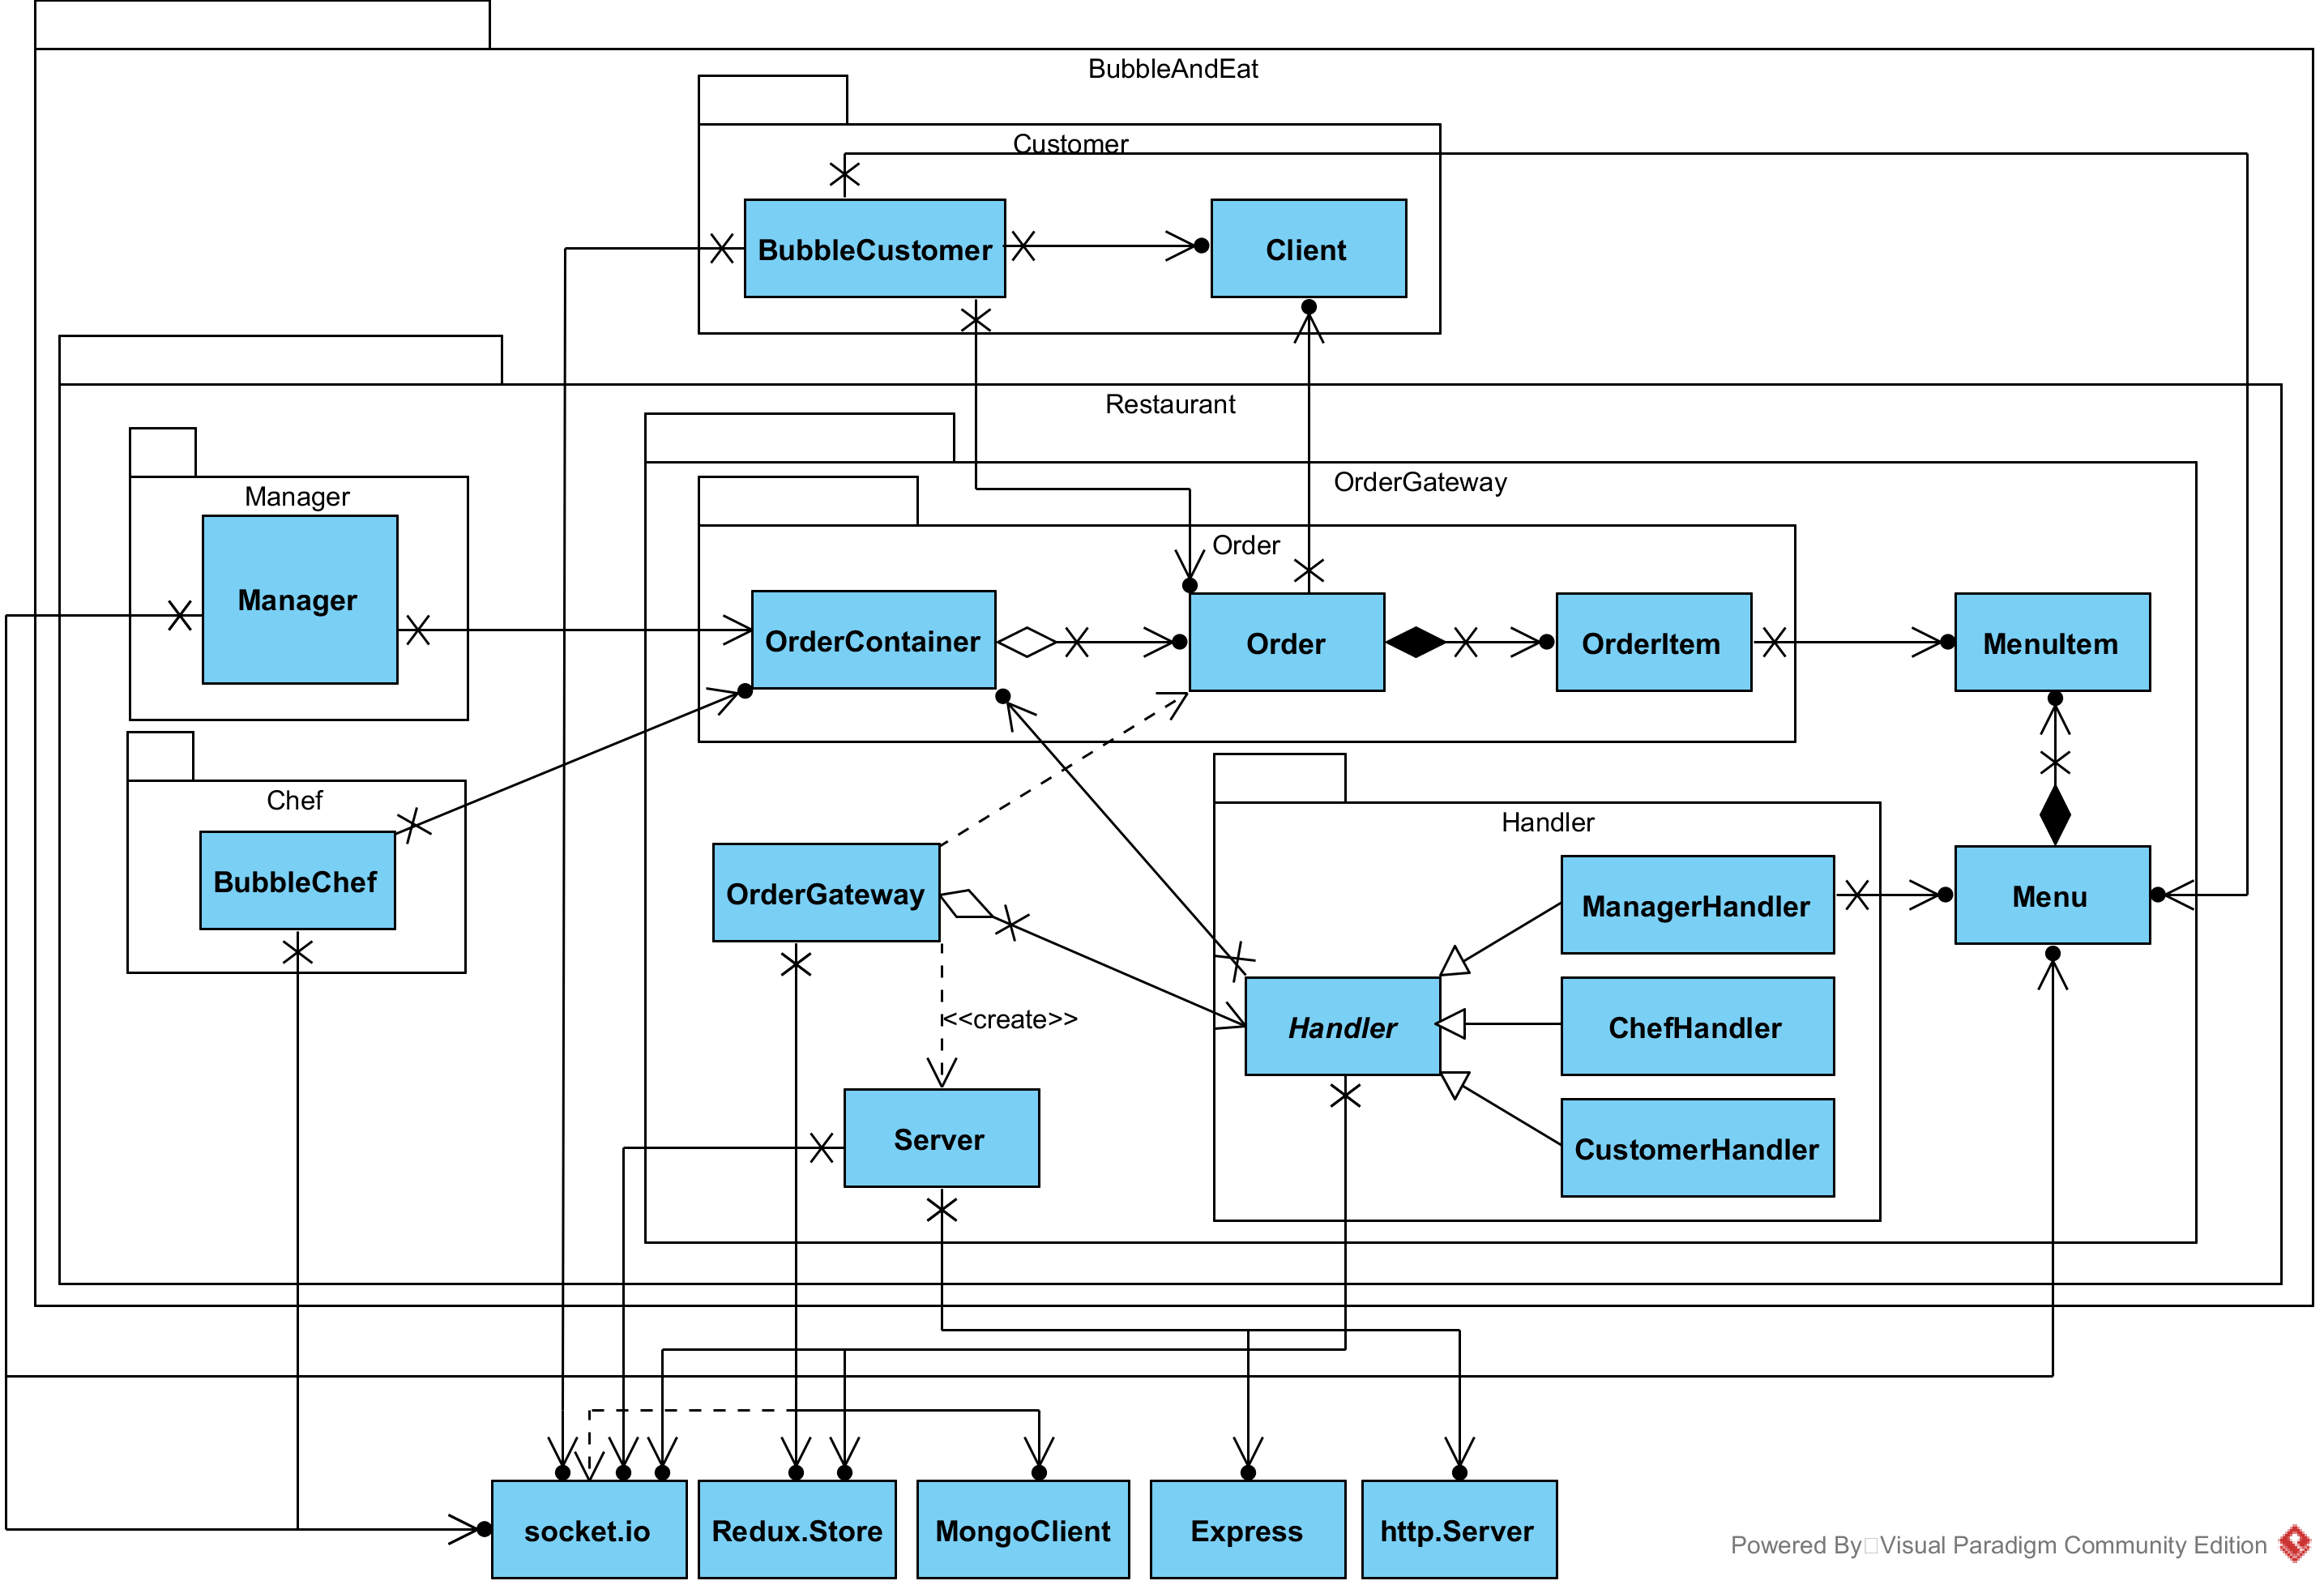 BubbleAndEat
Customer
BubbleCustomer
Client
Restaurant
OrderGateway
Manager
Order
Manager
OrderContainer
Order
OrderItem
MenuItem
Chef
Handler
BubbleChef
OrderGateway
ManagerHandler
Menu
<<create>>
Handler
ChefHandler
Server
CustomerHandler
socket.io
Redux.Store
MongoClient
Express
http.Server
Powered By Visual Paradigm Community Edition